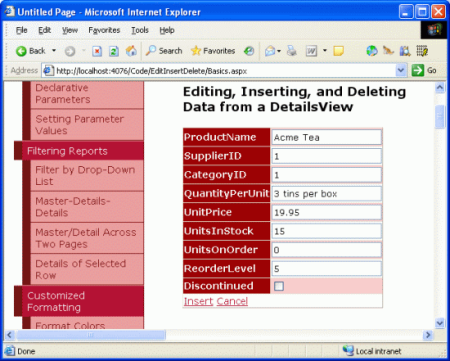 Untitled Page - Microsoft Internet Explorer
File Edit View Favorites Tools Help
Back Search Favorites
Address http://localhost:4076/Code/EditInsertDelete/Basics.aspx Go
Declarative
Parameters
Setting Parameter
Values
Filtering Reports
Filter by Drop-Down
List
Master-Details-
Details
Master/Detail Across
Two Pages
Details of Selected
Row
Customized
Formatting
Format Colors
Editing, Inserting, and Deleting
Data from a DetailsView
ProductName Acme Tea
SupplierID 1
CategoryID 1
QuantityPerUnit 3 tins per box
UnitPrice 19.95
UnitsInStock 15
UnitsOnOrder 0
ReorderLevel 5
Discontinued
Insert Cancel
Done Local intranet